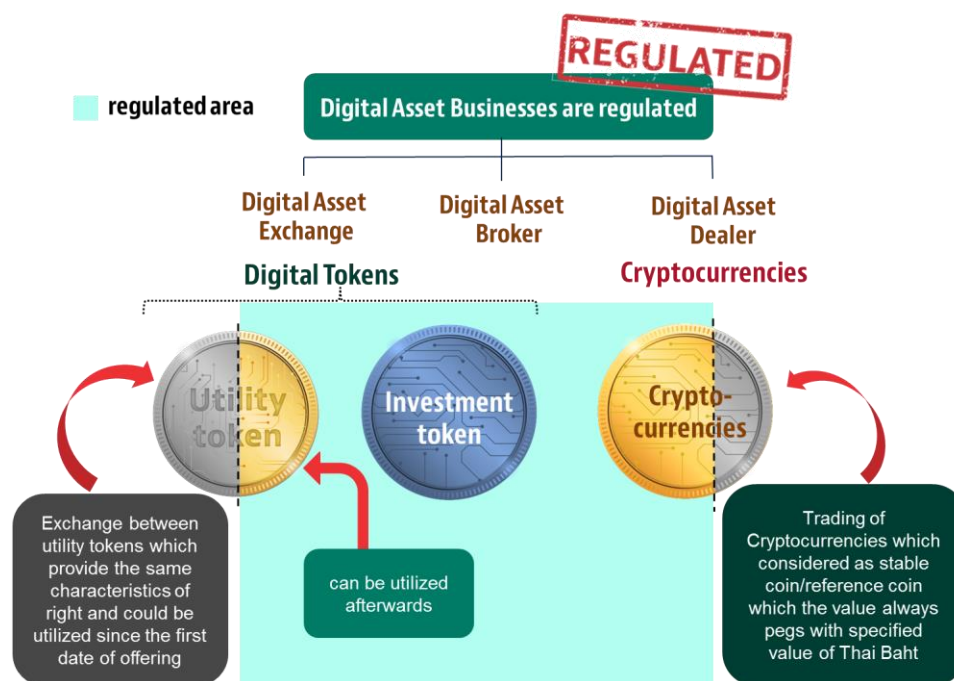 REGULATED
regulated area
Digital Asset Businesses are regulated
Digital Asset
Exchange
Digital Asset
Broker
Digital Asset
Dealer
Digital Tokens
Cryptocurrencies
Utility
token
Investment
token
Crypto-
currencies
Exchange between
utility tokens which
provide the same
characteristics of
right and could be
utilized since the first
date of offering
can be utilized
afterwards
Trading of
Cryptocurrencies which
considered as stable
coin/reference coin
which the value always
pegs with specified
value of Thai Baht